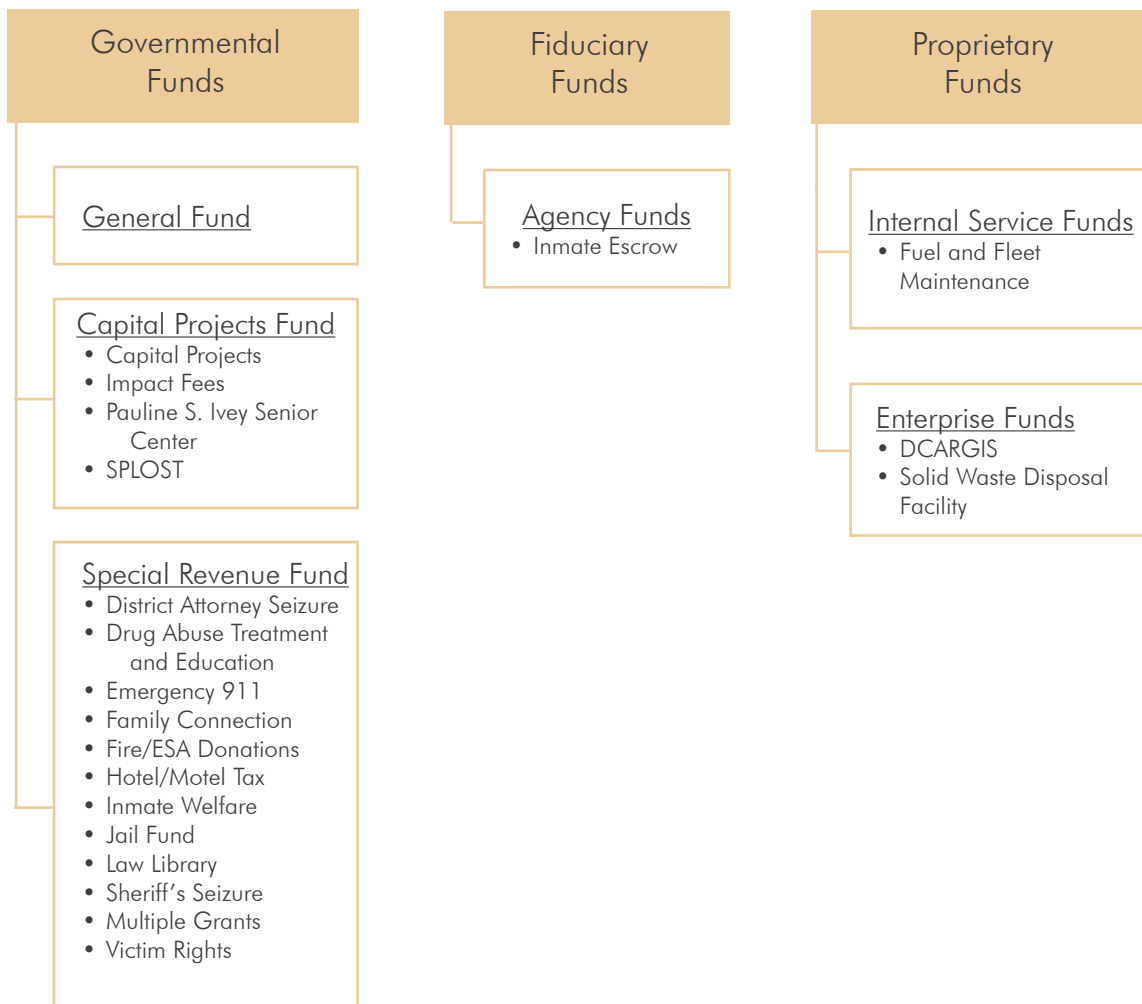 Governmental
Funds
General Fund
Capital Projects Fund
• Capital Projects
• Impact Fees
• Pauline S. Ivey Senior
Center
• SPLOST
Special Revenue Fund
• District Attorney Seizure
• Drug Abuse Treatment
and Education
• Emergency 911
• Family Connection
• Fire/ESA Donations
• Hotel/Motel Tax
• Inmate Welfare
• Jail Fund
• Law Library
• Sheriff's Seizure
• Multiple Grants
• Victim Rights
Fiduciary
Funds
Agency Funds
• Inmate Escrow
Proprietary
Funds
Internal Service Funds
• Fuel and Fleet
Maintenance
Enterprise Funds
• DCARGIS
• Solid Waste Disposal
Facility